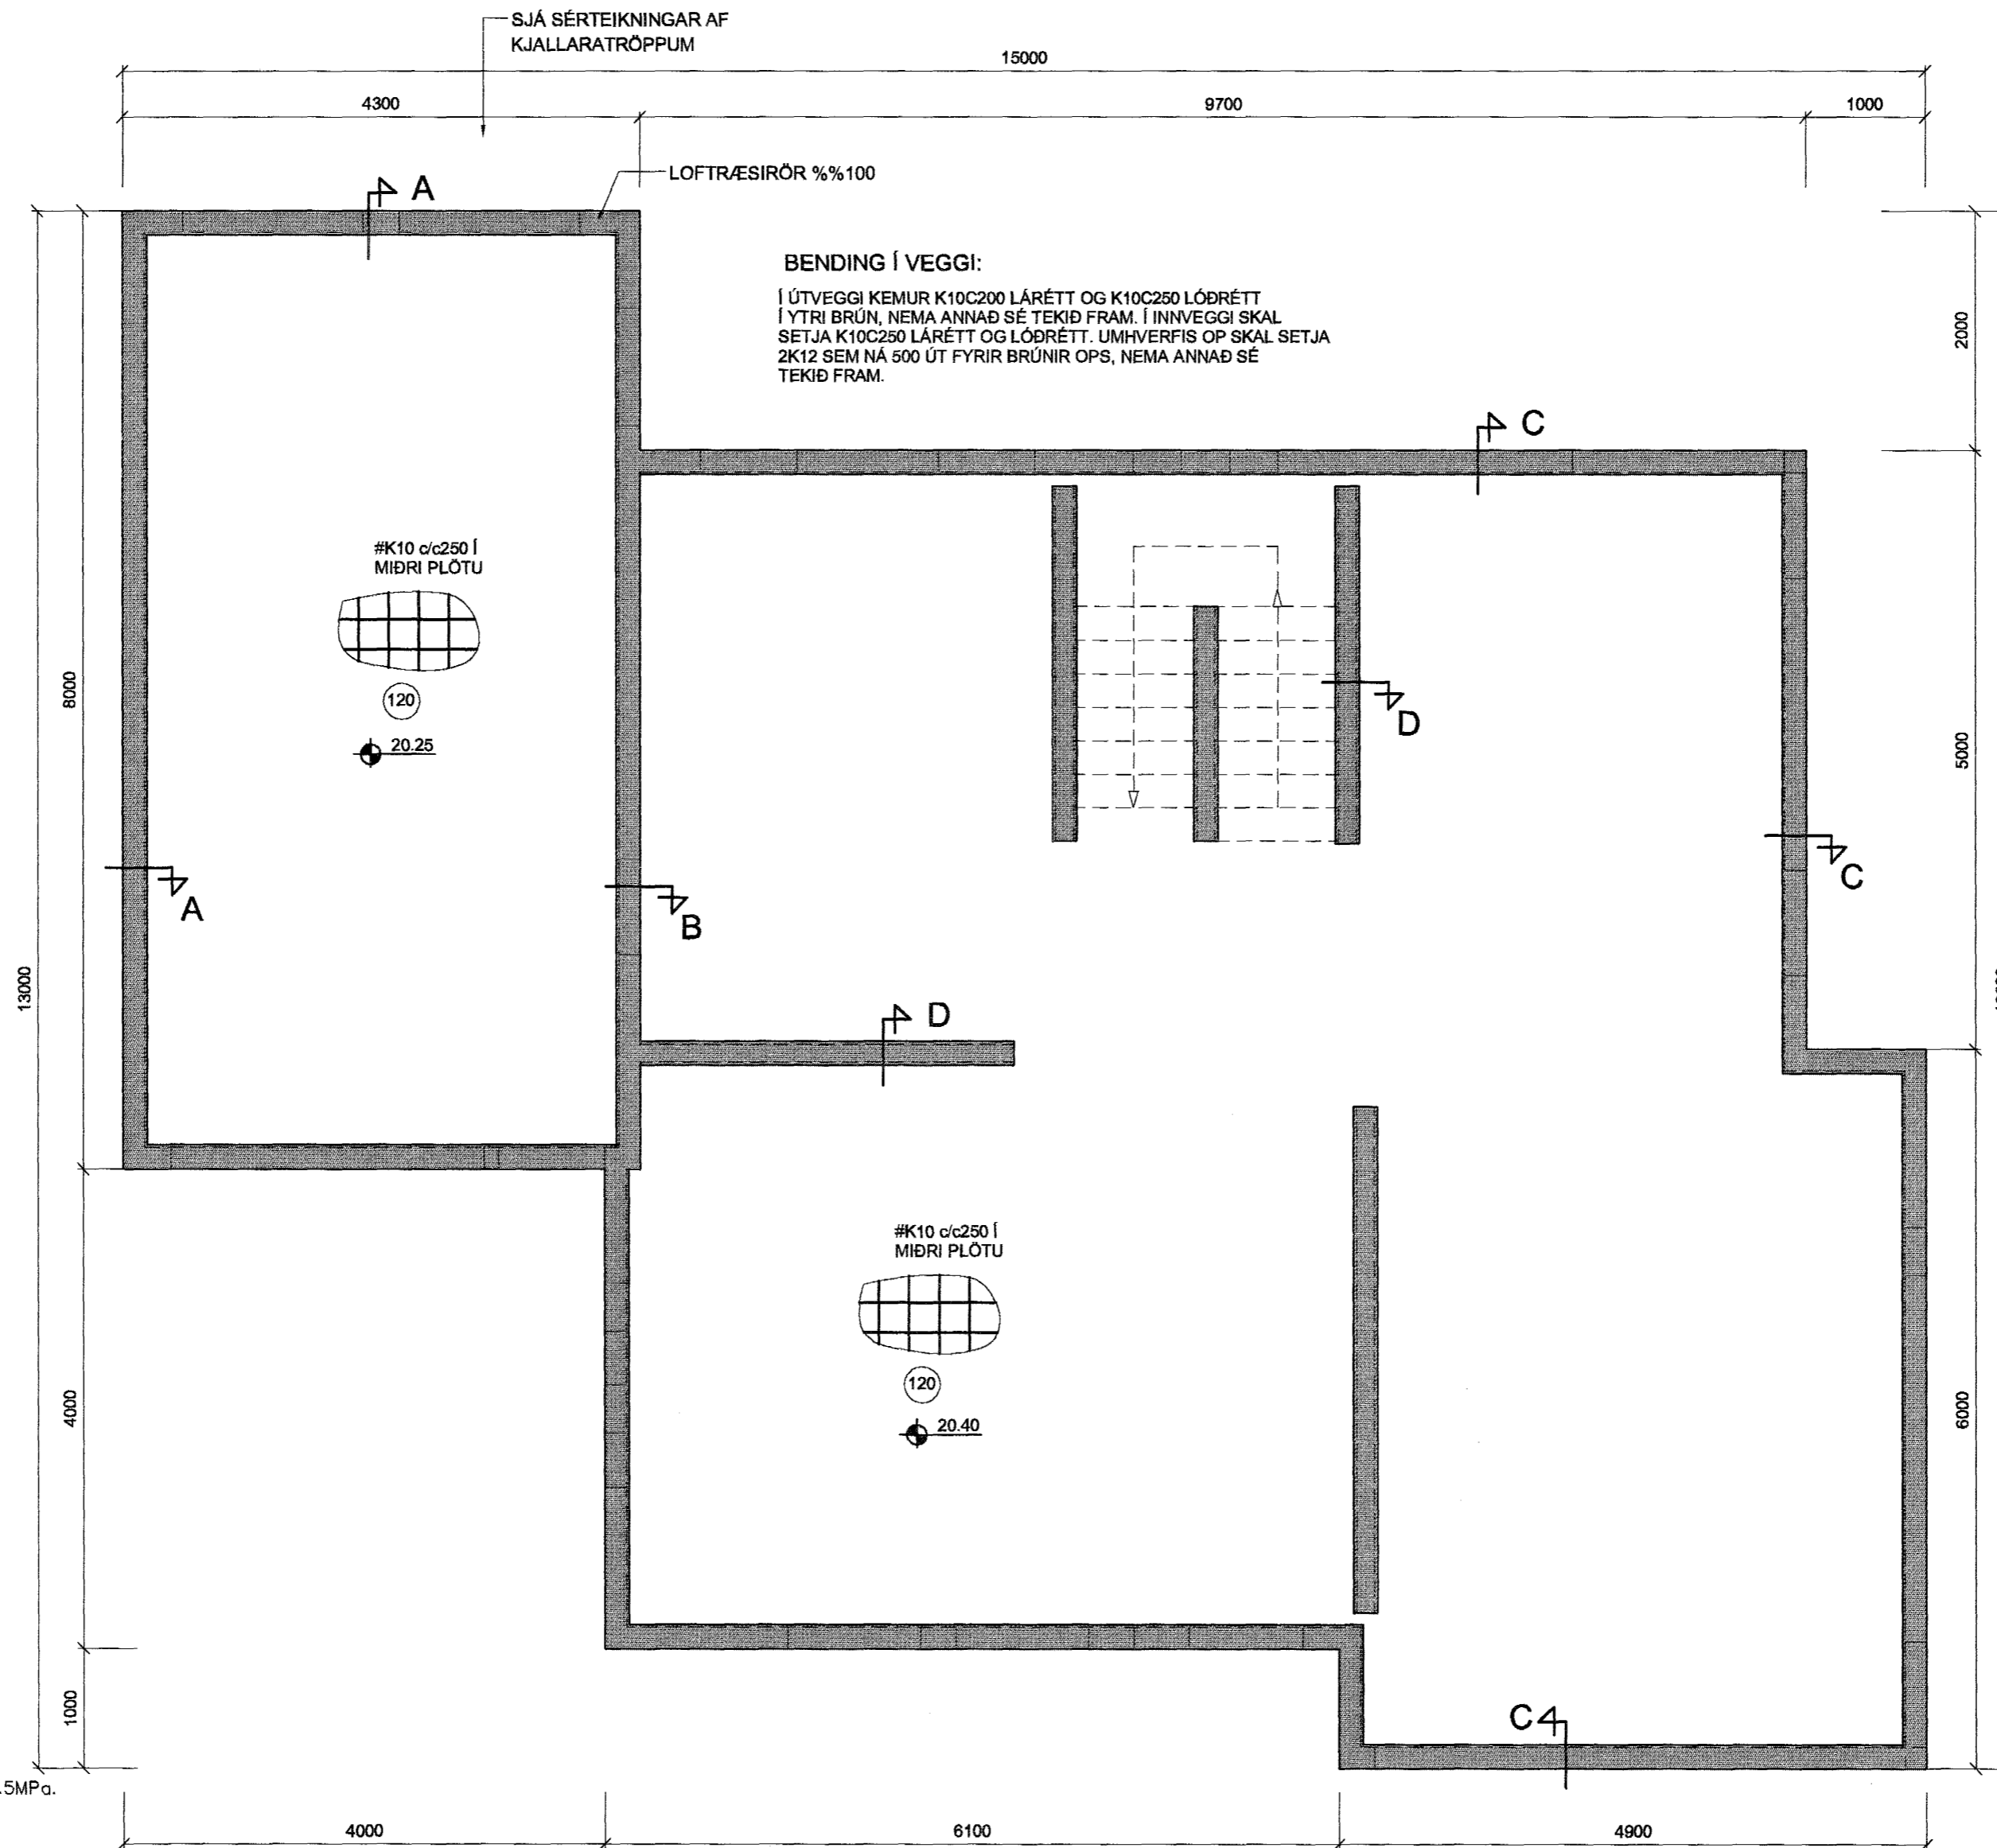 SJÁ SÉRTEIKNINGAR AF
KJALLARATRÖPPUM
15000
4300
9700
1000
LOFTRÆSIRÖR %%100
A
BENDING Í VEGGI:
Í ÚTVEGGI KEMUR K10C200 LÁRÉTT OG K10C250 LÓÐRÉTT
Í YTRI BRÚN, NEMA ANNAÐ SÉ TEKIÐ FRAM. Í INNVEGGI SKAL
SETJA K10C250 LÁRÉTT OG LÓÐRÉTT. UMHVERFIS OP SKAL SETJA
2K12 SEM NÁ 500 ÚT FYRIR BRÚNIR OPS, NEMA ANNAÐ SÉ
TEKIÐ FRAM.
2000
C
#K10 c/c250 Í
MIÐRI PLÖTU
120
20.25
8000
D
5000
C
A
B
13000
D
#K10 c/c250 Í
MIÐRI PLÖTU
120
20.40
4000
6000
1000
C
5MPa.
4000
6100
4900